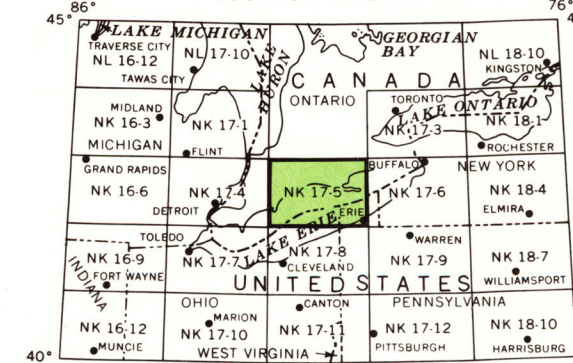 45° 86° 76°
LAKE MICHIGAN
TRAVERSE CITY
NL 16-12
NL 17-10
TAWAS CITY
LAKE HURON
GEORGIAN
BAY
CANADA
ONTARIO
NL 18-10
KINGSTON
MIDLAND
NK 16-3
MICHIGAN
NK 17-1
FLINT
TORONTO
LAKE ONTARIO
NK 17-3
NK 18-1
ROCHESTER
GRAND RAPIDS
NK 16-6
NK 17-4
DETROIT
NK 17-5
ERIE
BUFFALO
NK 17-6
NEW YORK
NK 18-4
ELMIRA
TOLEDO
LAKE ERIE
NK 16-9
FORT WAYNE
INDIANA
NK 17-7
NK 17-8
CLEVELAND
WARREN
NK 17-9
NK 18-7
WILLIAMSPORT
UNITED STATES
OHIO
PENNSYLVANIA
NK 16-12
MUNCIE
MARION
NK 17-10
CANTON
NK 17-11
NK 17-12
PITTSBURGH
NK 18-10
HARRISBURG
40°
WEST VIRGINIA